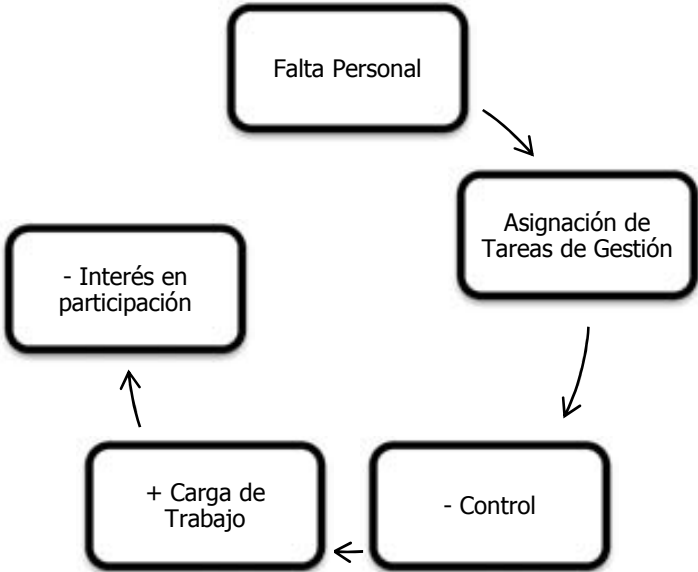 Falta Personal
Asignación de
Tareas de Gestión
- Control
+ Carga de
Trabajo
- Interés en
participación